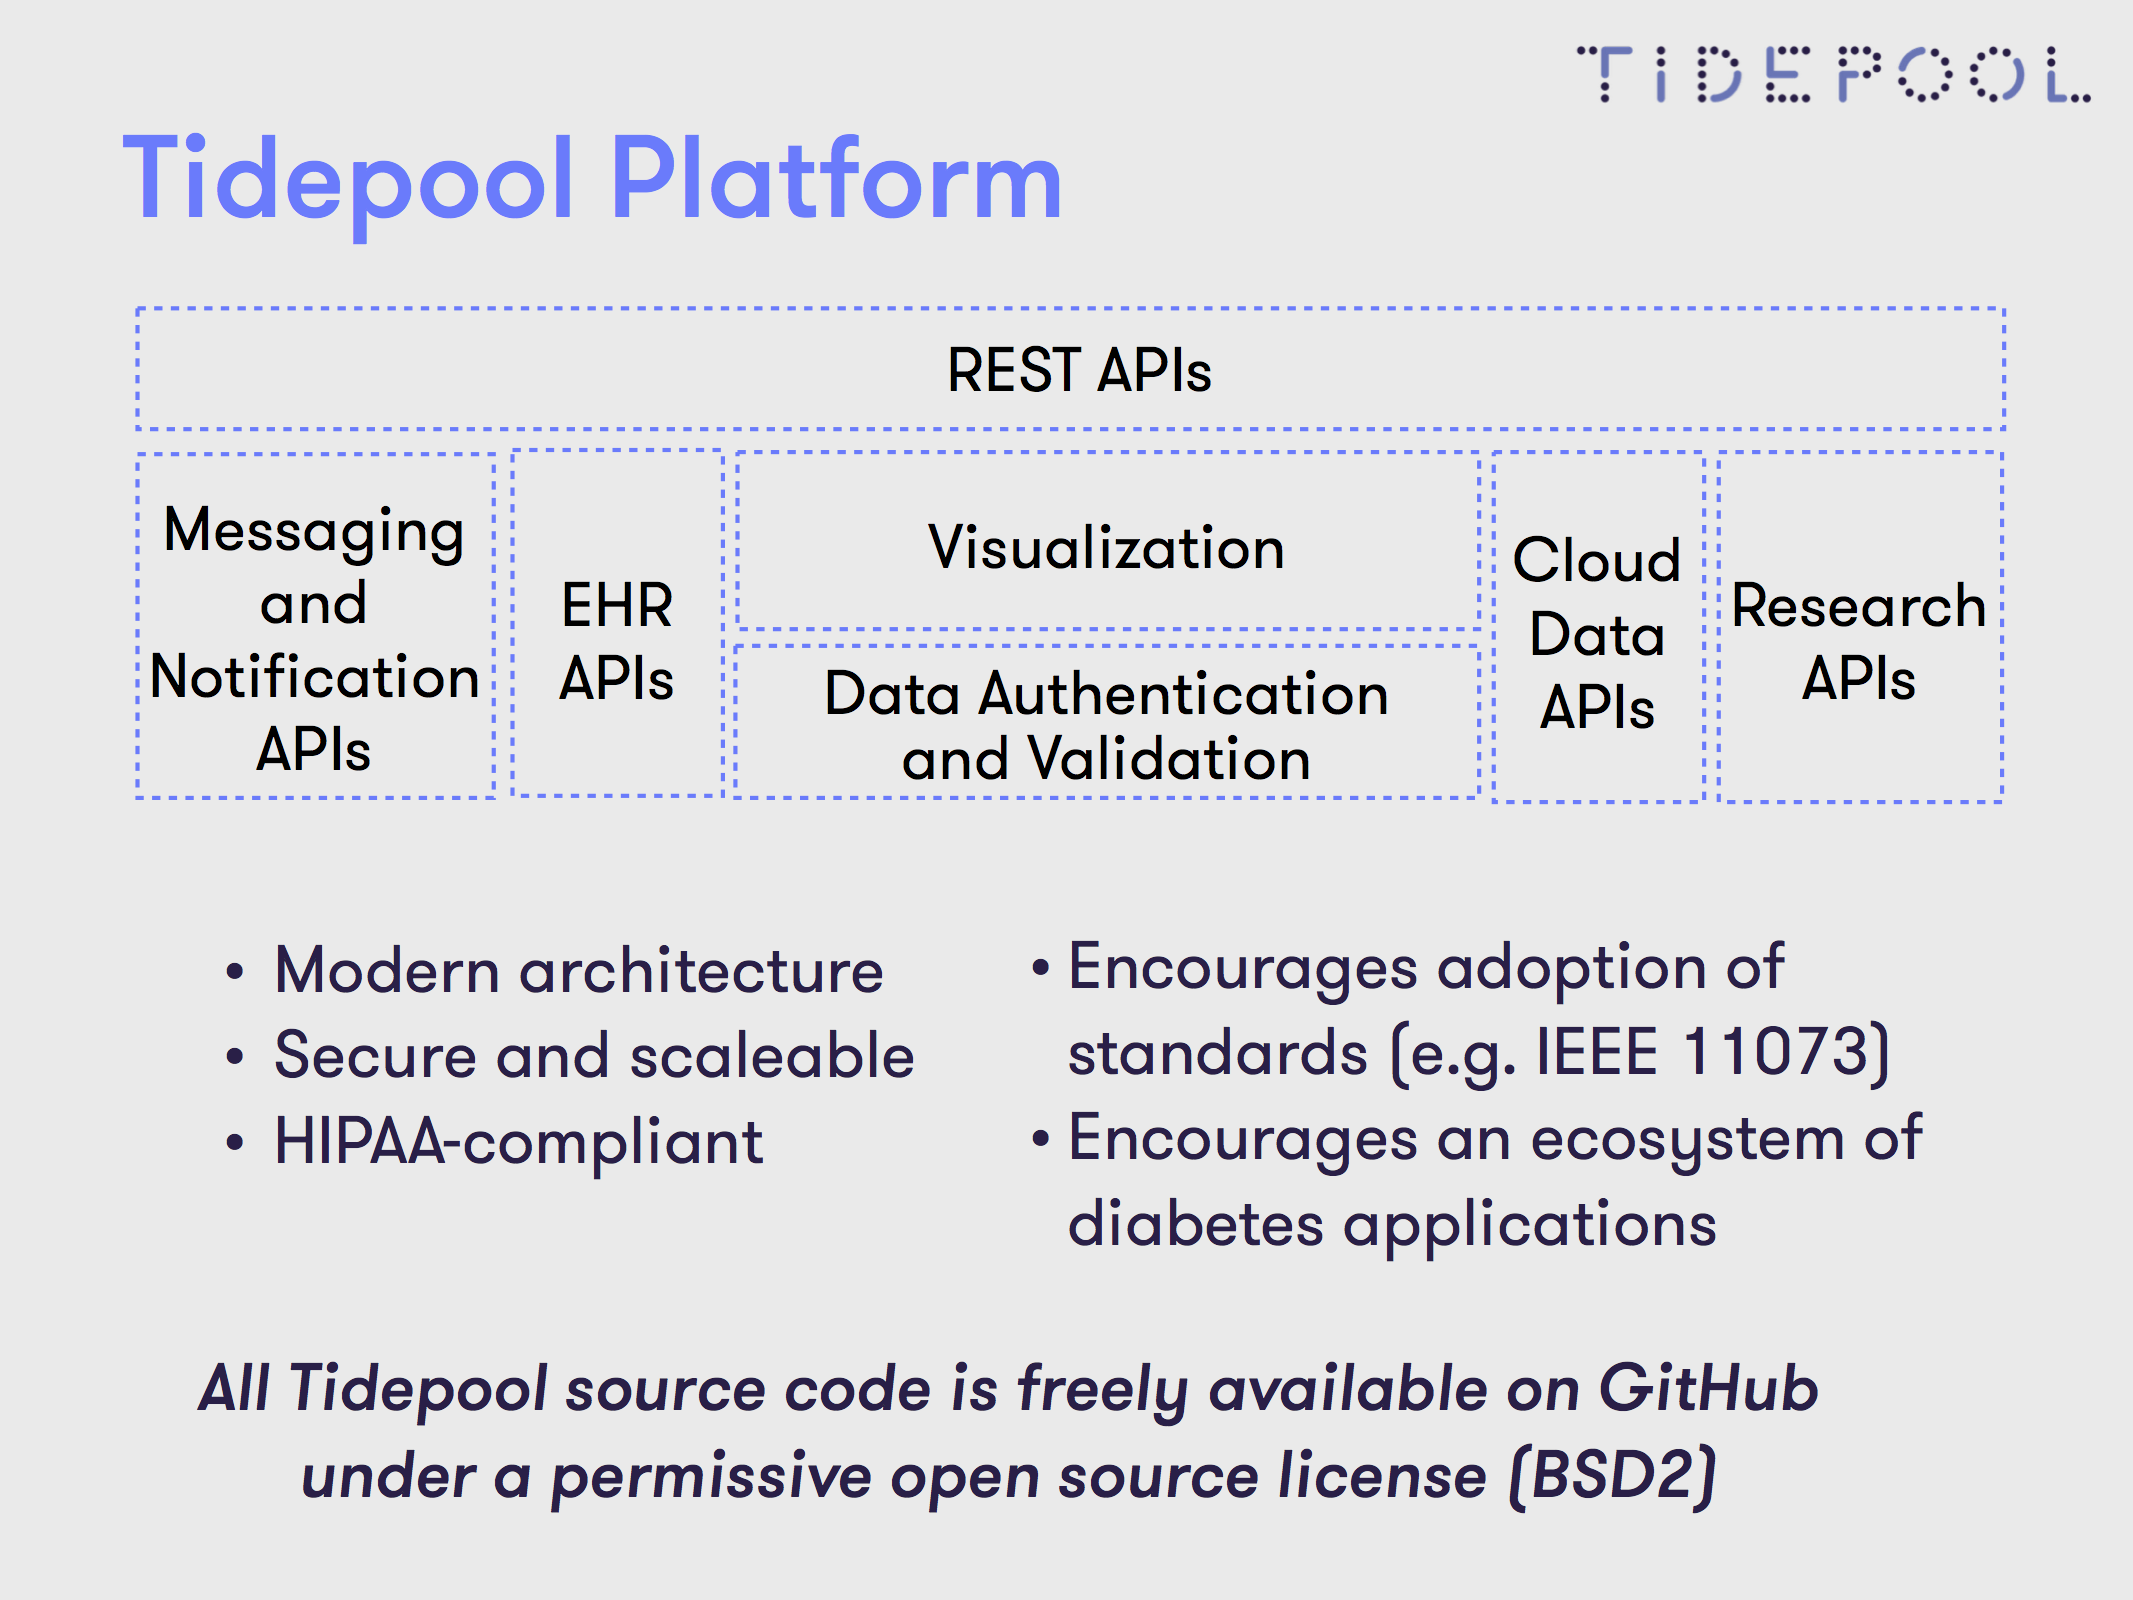 TIDEPOOL
Tidepool Platform
REST APIs
Messaging
and
Notification
APIs
EHR
APIs
Visualization
Data Authentication
and Validation
Cloud
Data
APIs
Research
APIs
• Modern architecture
• Secure and scaleable
• HIPAA-compliant
• Encourages adoption of
standards (e.g. IEEE 11073)
• Encourages an ecosystem of
diabetes applications
All Tidepool source code is freely available on GitHub
under a permissive open source license (BSD2)